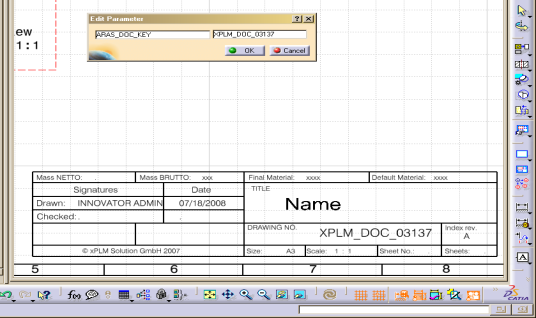 Edit Parameter
ARAS_DOC_KEY XPLM_DOC_03137
OK Cancel
ew
1:1
Mass NETTO: . Mass BRUTTO: xxx Final Material: xxxx Default Material: xxxx
Signatures Date TITLE
Drawn: INNOVATOR ADMIN 07/18/2008 Name
Checked:. .
DRAWING NO. XPLM_DOC_03137 Index rev. A
© xPLM Solution GmbH 2007 Size: A3 Scale: 1 : 1 Sheet No.: Sheets:
5 6 7 8
f(x)
CATIA